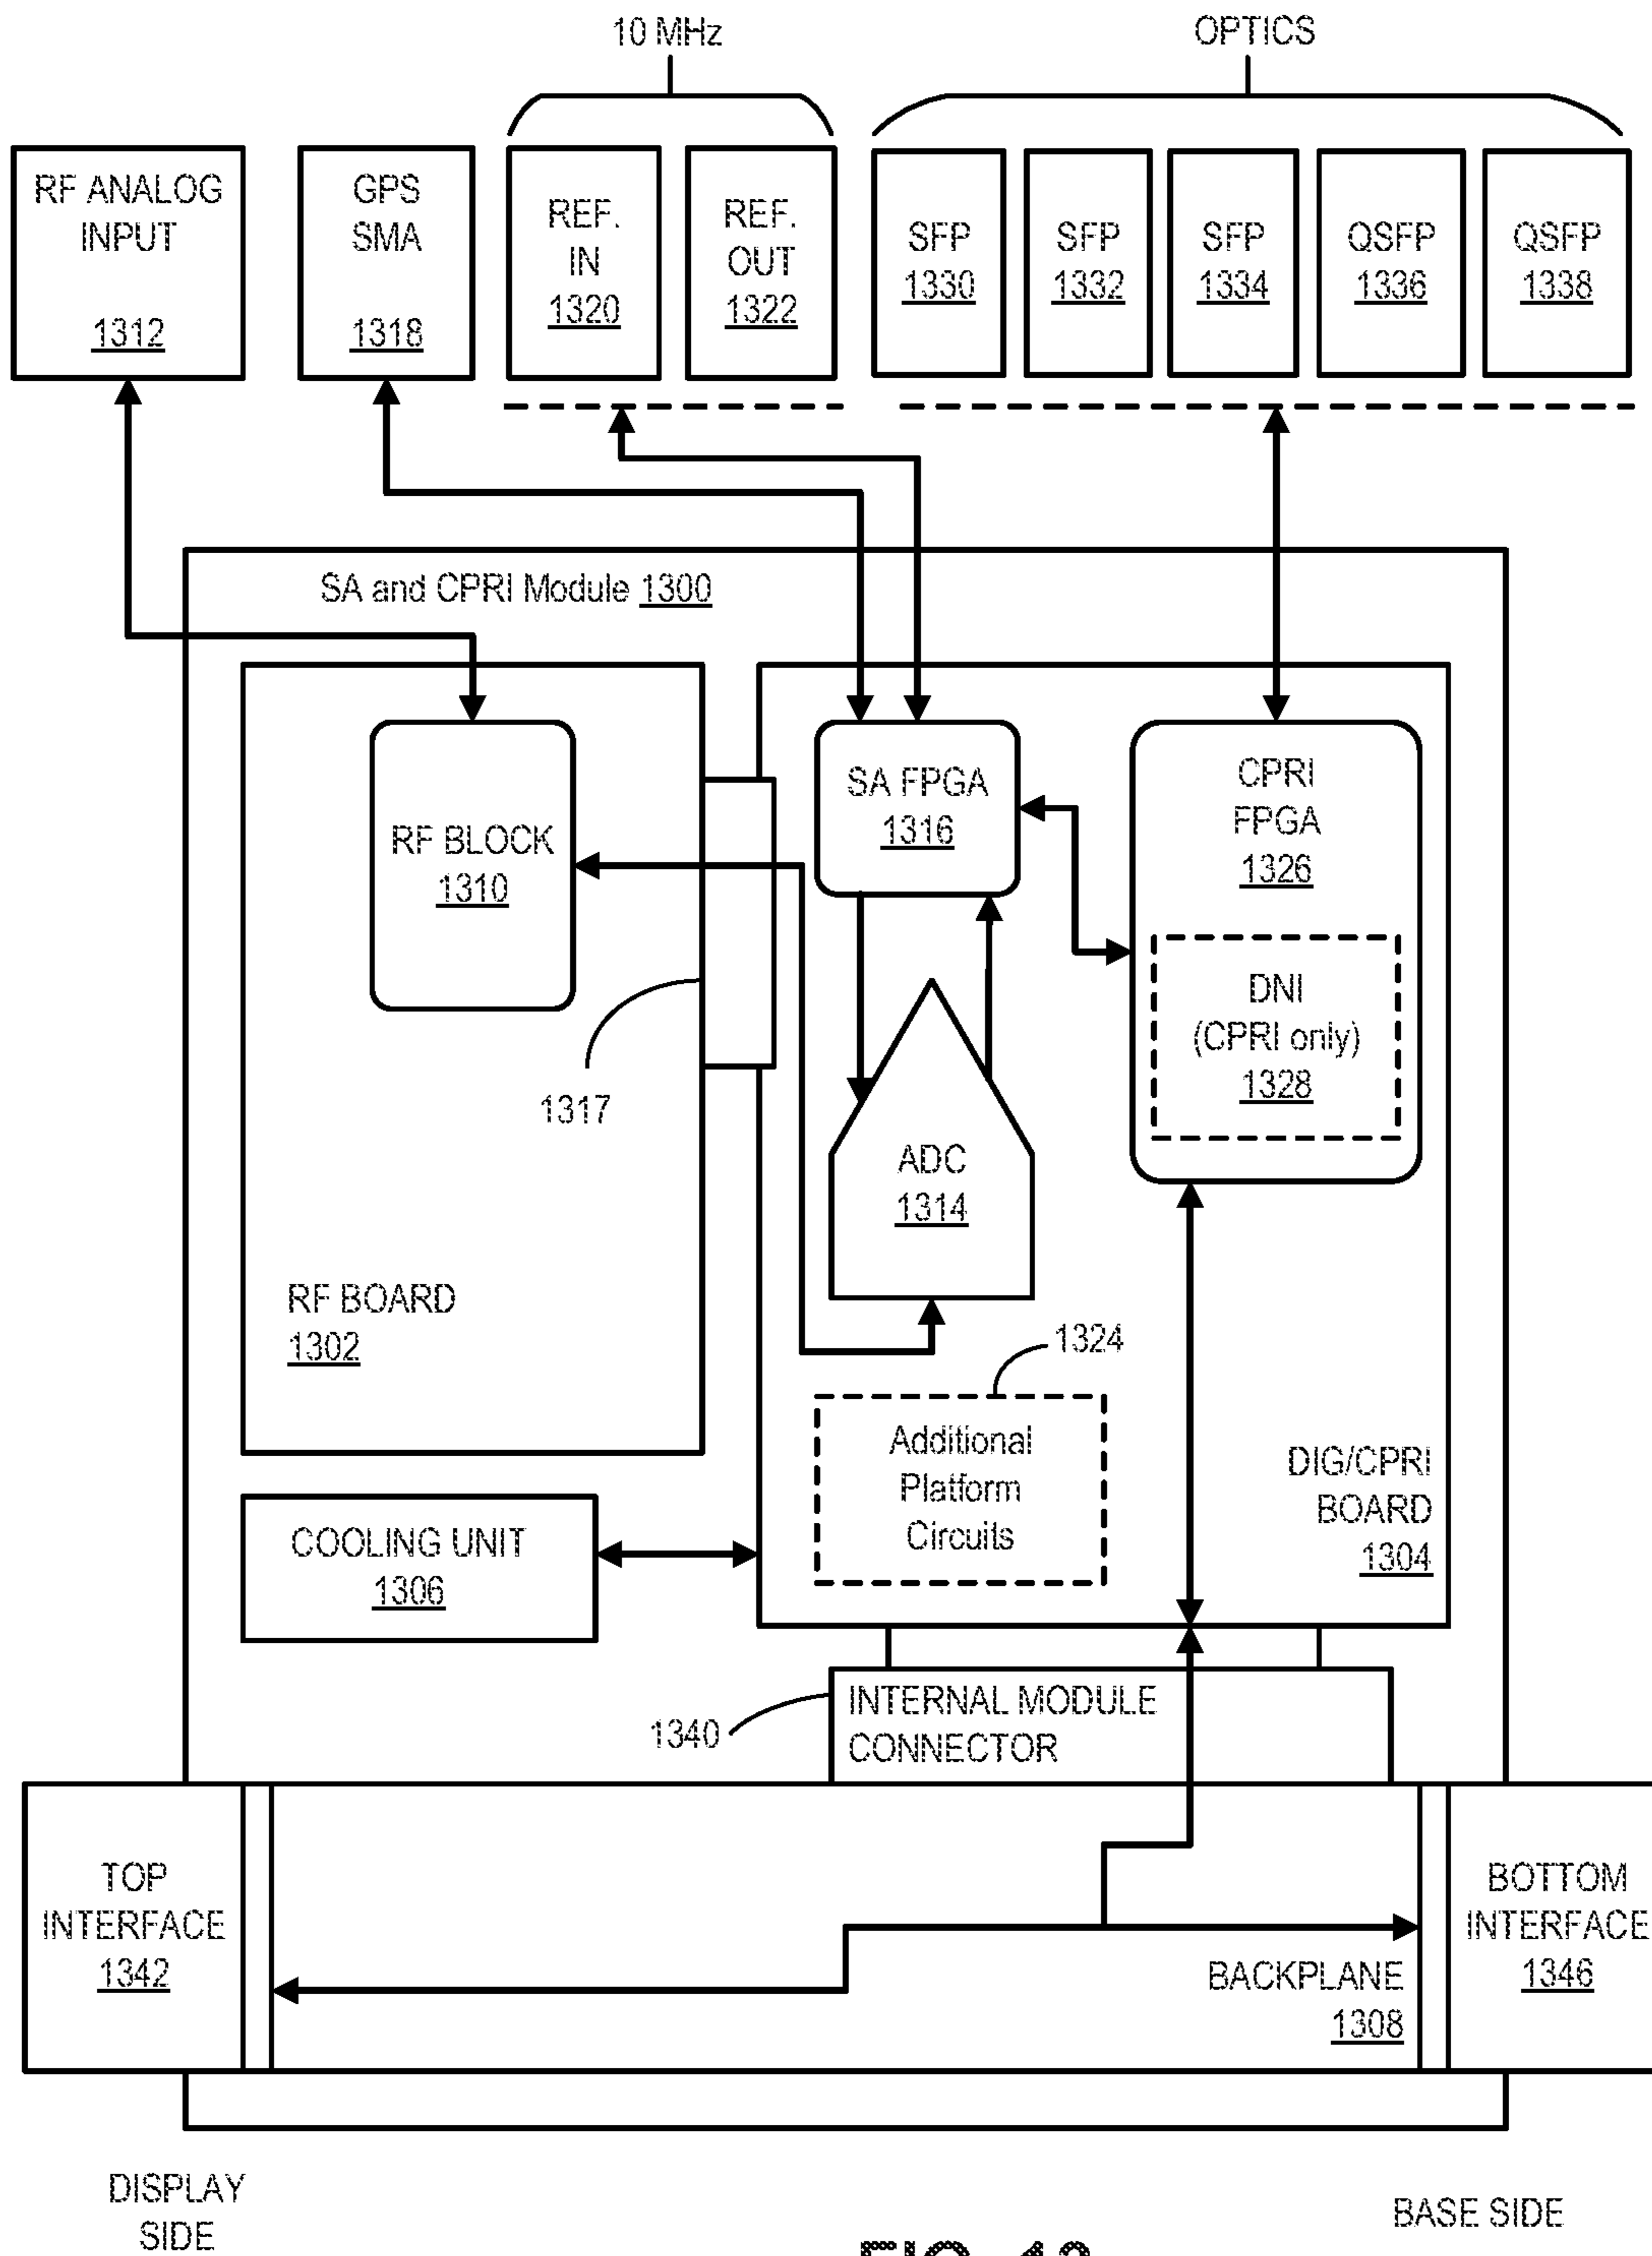 10 MHz
OPTICS
RF ANALOG
INPUT
1312
GPS
SMA
1318
REF.
IN
1320
REF.
OUT
1322
SFP
1330
SFP
1332
SFP
1334
QSFP
1336
QSFP
1338
SA and CPRI Module 1300
RF BLOCK
1310
SA FPGA
1316
CPRI
FPGA
1326
DNI
(CPRI only)
1328
1317
ADC
1314
RF BOARD
1302
1324
Additional
Platform
Circuits
DIG/CPRI
BOARD
1304
COOLING UNIT
1306
1340
INTERNAL MODULE
CONNECTOR
TOP
INTERFACE
1342
BACKPLANE
1308
BOTTOM
INTERFACE
1346
DISPLAY
SIDE
BASE SIDE
FIG. 13